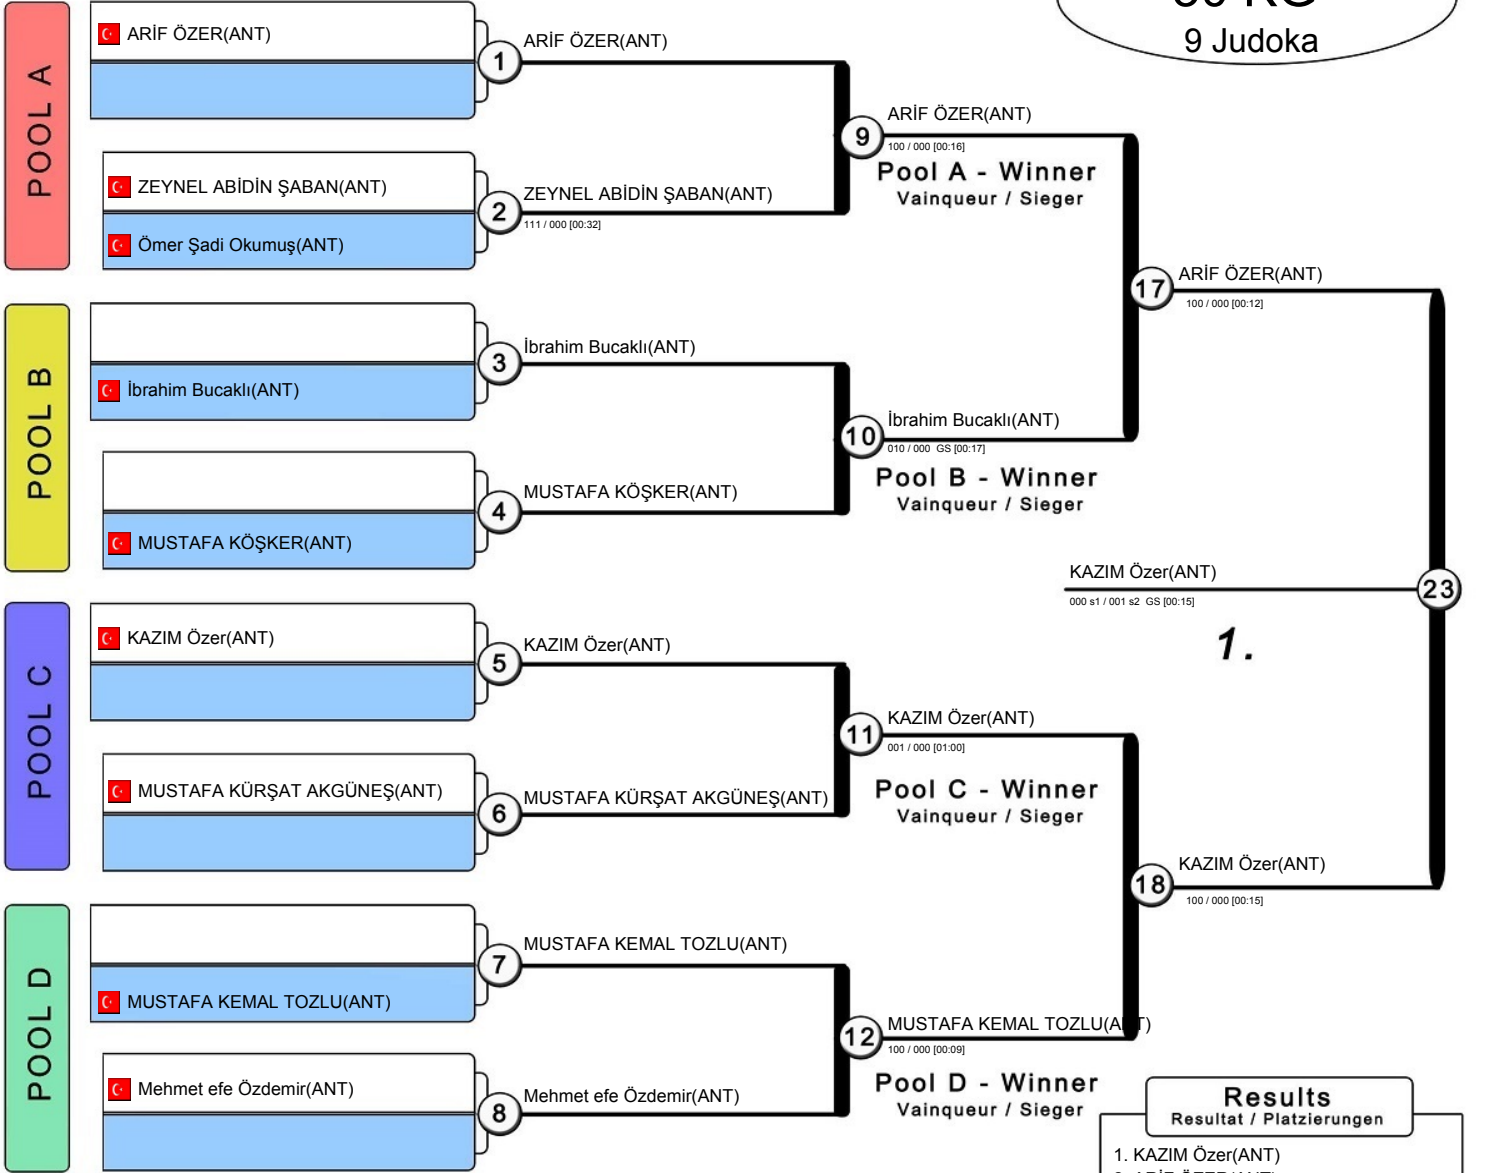 KG
9 Judoka
POOL A
ARİF ÖZER(ANT)
1
ARİF ÖZER(ANT)
ZEYNEL ABİDİN ŞABAN(ANT)
Ömer Şadi Okumuş(ANT)
2
ZEYNEL ABİDİN ŞABAN(ANT)
111 / 000 [00:32]
9
ARİF ÖZER(ANT)
100 / 000 [00:16]
Pool A - Winner
Vainqueur / Sieger
POOL B
İbrahim Bucaklı(ANT)
3
İbrahim Bucaklı(ANT)
MUSTAFA KÖŞKER(ANT)
4
MUSTAFA KÖŞKER(ANT)
10
İbrahim Bucaklı(ANT)
010 / 000 GS [00:17]
Pool B - Winner
Vainqueur / Sieger
17
ARİF ÖZER(ANT)
100 / 000 [00:12]
POOL C
KAZIM Özer(ANT)
5
KAZIM Özer(ANT)
MUSTAFA KÜRŞAT AKGÜNEŞ(ANT)
6
MUSTAFA KÜRŞAT AKGÜNEŞ(ANT)
11
KAZIM Özer(ANT)
001 / 000 [01:00]
Pool C - Winner
Vainqueur / Sieger
POOL D
MUSTAFA KEMAL TOZLU(ANT)
7
MUSTAFA KEMAL TOZLU(ANT)
Mehmet efe Özdemir(ANT)
8
Mehmet efe Özdemir(ANT)
12
MUSTAFA KEMAL TOZLU(ANT)
100 / 000 [00:09]
Pool D - Winner
Vainqueur / Sieger
18
KAZIM Özer(ANT)
100 / 000 [00:15]
23
KAZIM Özer(ANT)
000 s1 / 001 s2 GS [00:15]
1.
Results
Resultat / Platzierungen
1. KAZIM Özer(ANT)